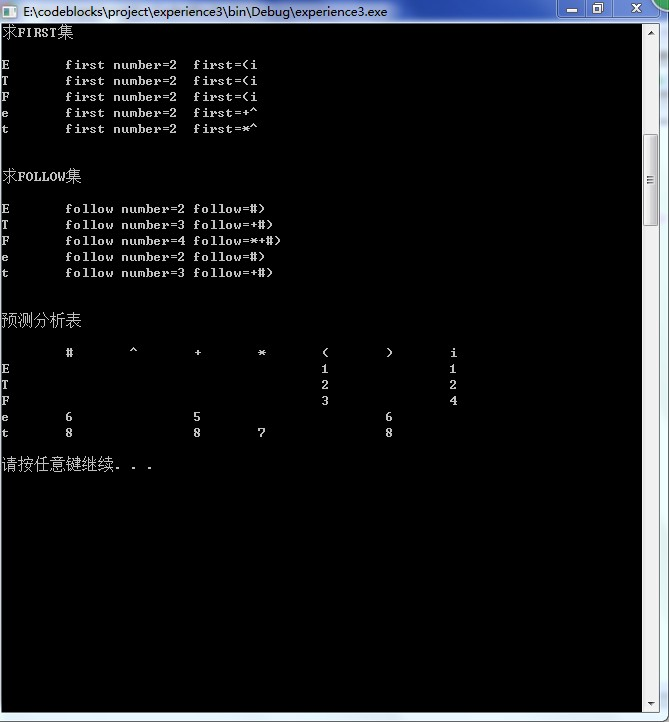 E:\codeblocks\project\experience3\bin\Debug\experience3.exe
求FIRST集
E first number=2 first=(i
T first number=2 first=(i
F first number=2 first=(i
e first number=2 first=+^
t first number=2 first=*^
求FOLLOW集
E follow number=2 follow=#)
T follow number=3 follow=+#)
F follow number=4 follow=*+#)
e follow number=2 follow=#)
t follow number=3 follow=+#)
预测分析表
# ^ + * ( ) i
E 1 1
T 2 2
F 3 4
e 6 5 6
t 8 8 7 8
请按任意键继续. . .